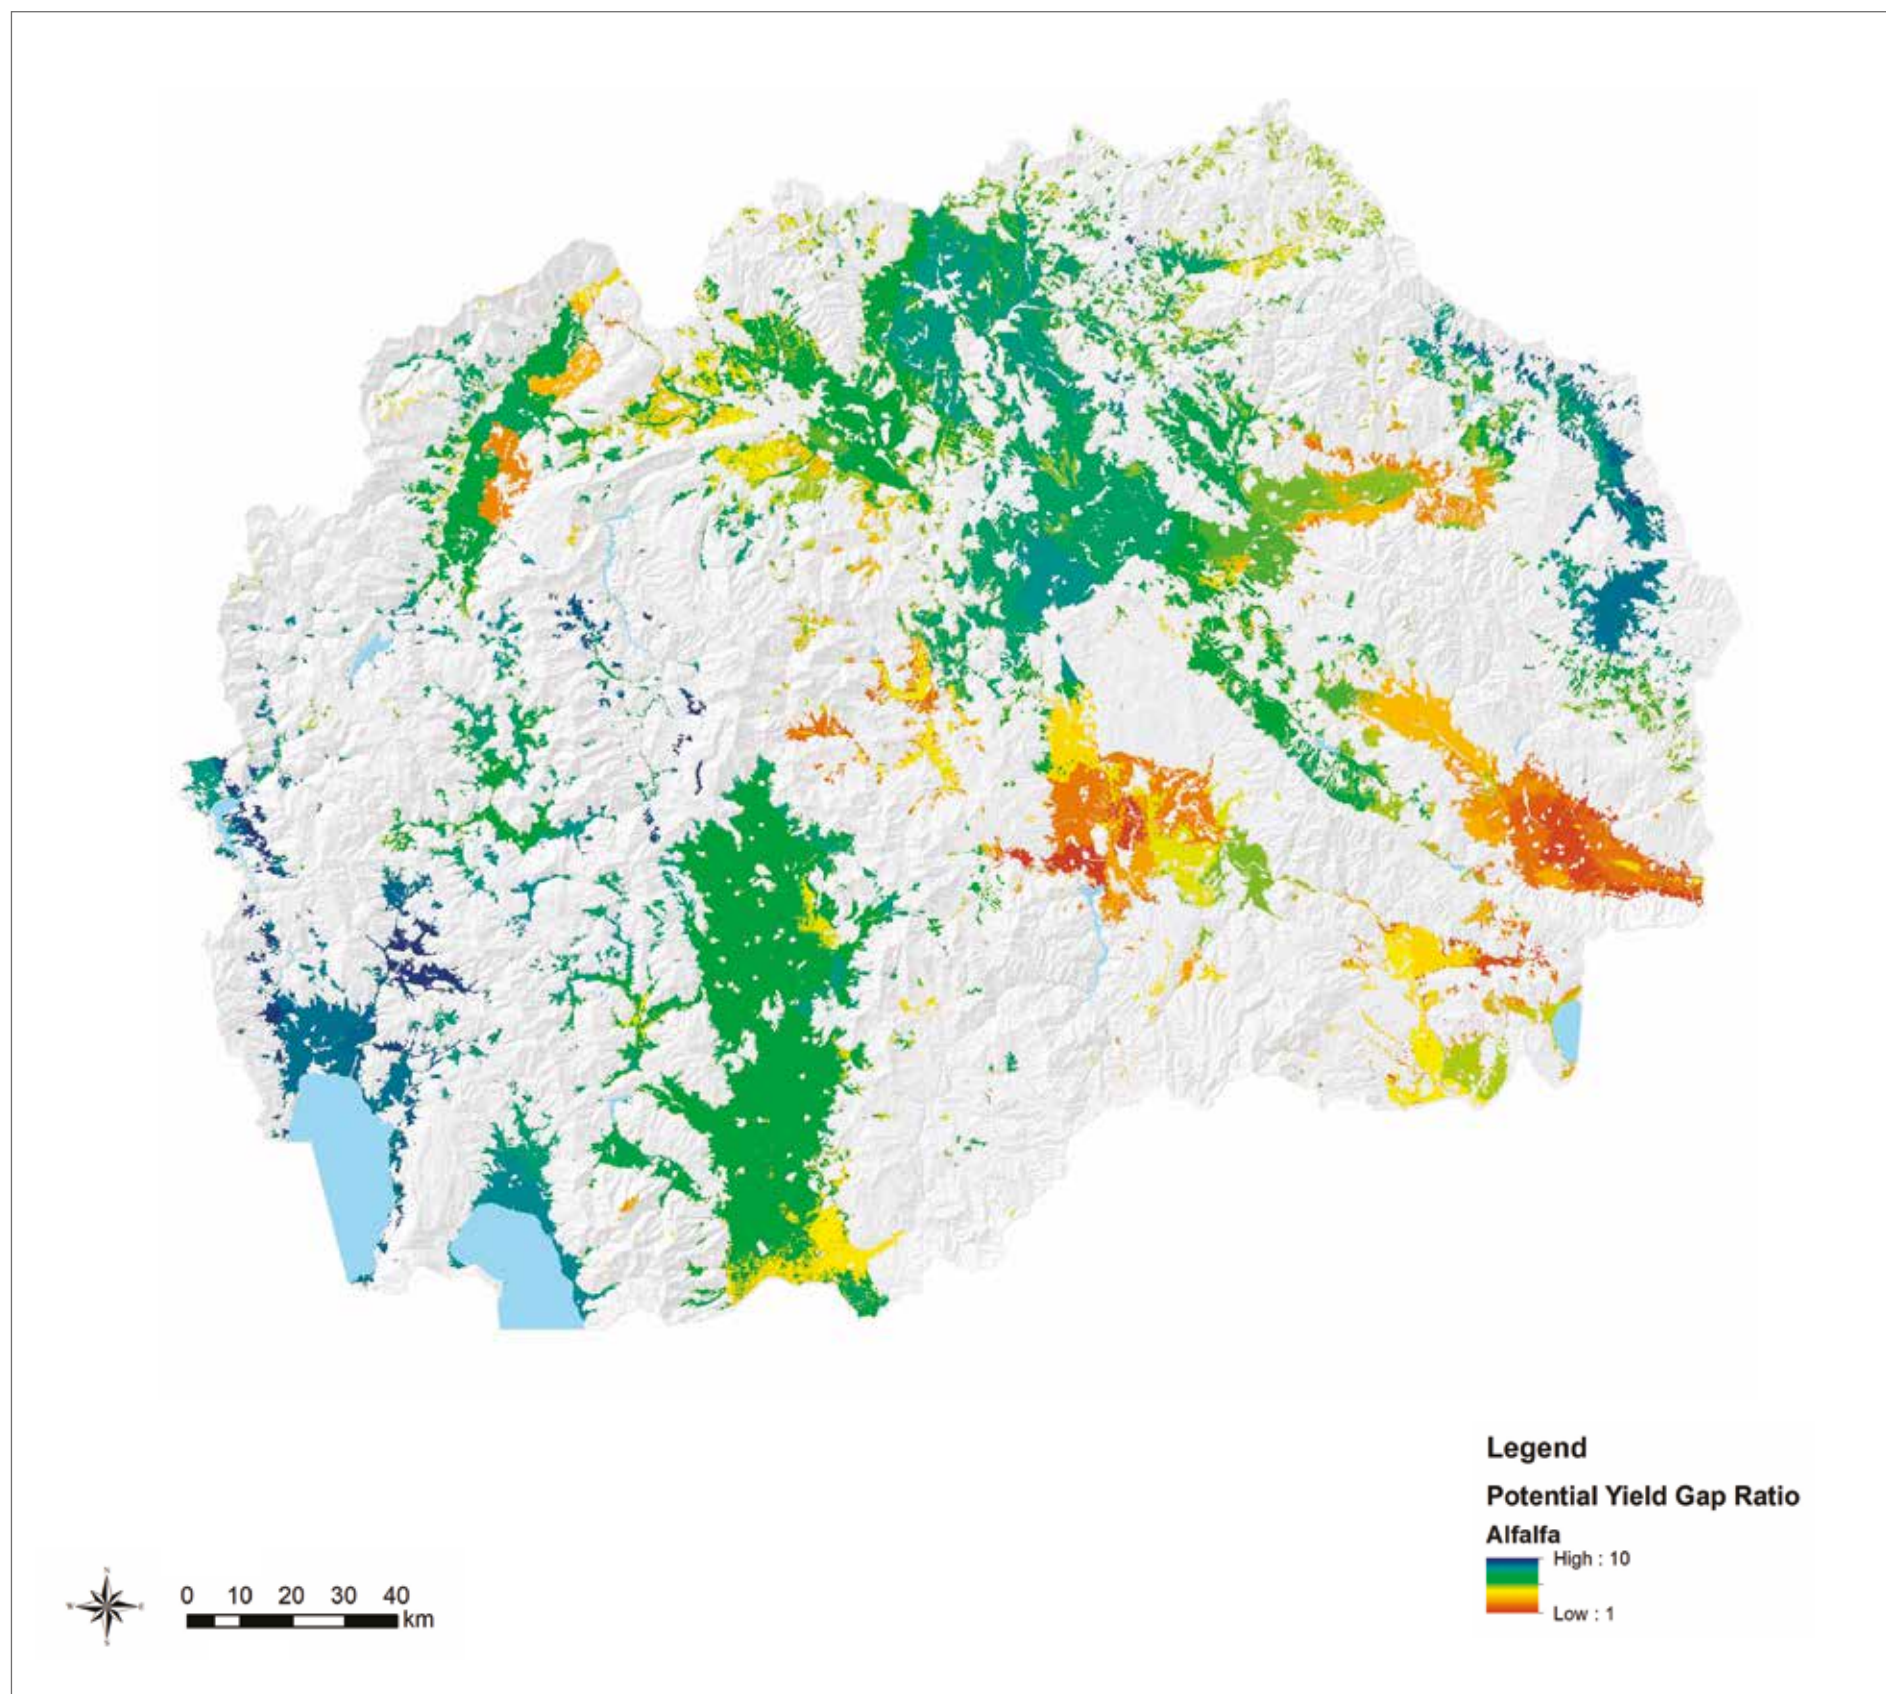 Legend
Potential Yield Gap Ratio
Alfalfa
High : 10
Low : 1
N
W
E
S
0 10 20 30 40
km